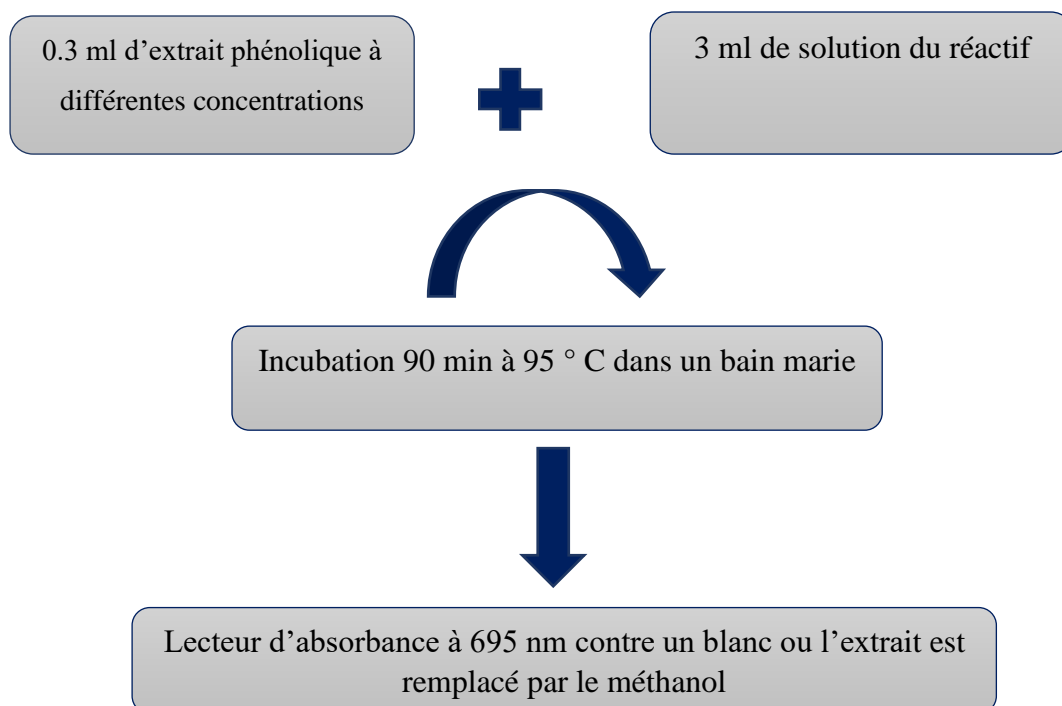 0.3 ml d’extrait phénolique à
différentes concentrations
3 ml de solution du réactif
Incubation 90 min à 95 ° C dans un bain marie
Lecteur d’absorbance à 695 nm contre un blanc ou l’extrait est
remplacé par le méthanol